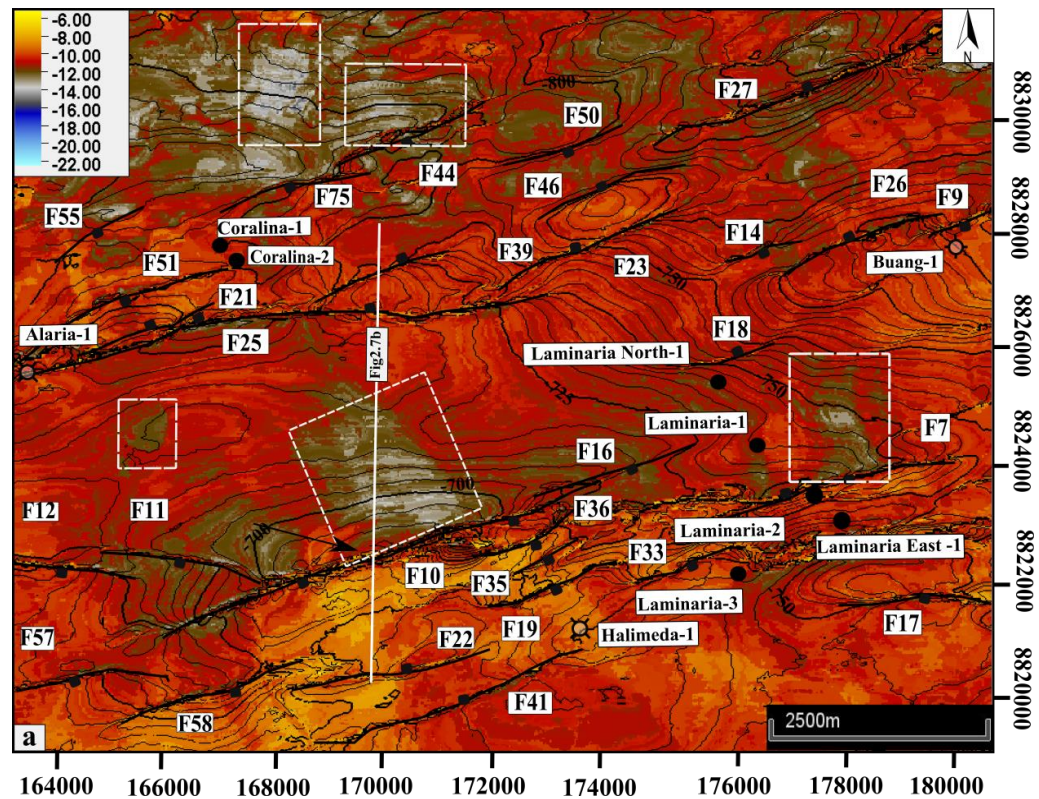 -6.00
-8.00
-10.00
-12.00
-14.00
-16.00
-18.00
-20.00
-22.00
N
-800
F27
F50
F44
F46
F75
F55
Coralina-1
Coralina-2
F51
F39
F26
F9
F14
F23
Buang-1
F21
-750
Alaria-1
F25
F18
Fig2.7b
Laminaria North-1
-725
-750
Laminaria-1
F7
F16
-700
F12
F11
F36
Laminaria-2
-700
Laminaria East -1
F10
F35
F33
Laminaria-3
-750
F57
F22
F19
Halimeda-1
F17
F41
F58
2500m
a
8830000
8828000
8826000
8824000
8822000
8820000
164000
166000
168000
170000
172000
174000
176000
178000
180000